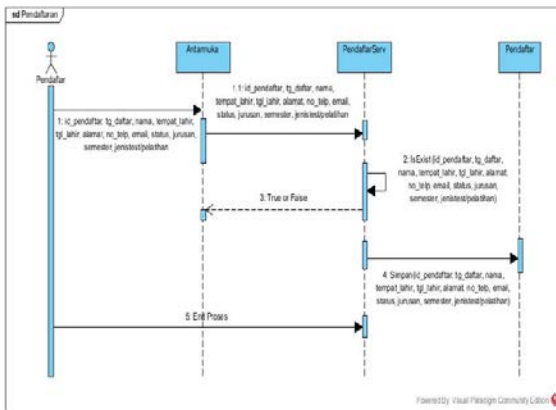 sd Pendaftaran
Pendaftar
Antamuka
PendaftarServ
Pendaftar
1: id_pendaftar, tg_daftar, nama, tempat_lahir,
tgl_lahir, alamar, no_telp, email, status, jurusan,
semester, jenistest/pelatihan
1.1: id_pendaftar, tg_daftar, nama,
tempat_lahir, tgl_lahir, alamat, no_telp, email,
status, jurusan, semester, jenistest/pelatihan
2: IsExist(id_pendaftar, tg_daftar,
nama, tempat_lahir, tgl_lahir, alamat,
no_telp, email, status, jurusan,
semester, jenistest/pelatihan)
3: True or False
4: Simpan(id_pendaftar, tg_daftar, nama,
tempat_lahir, tgl_lahir, alamat, no_telp, email,
status, jurusan, semester, jenistest/pelatihan)
5: End Proses
Powered By Visual Paradigm Community Edition